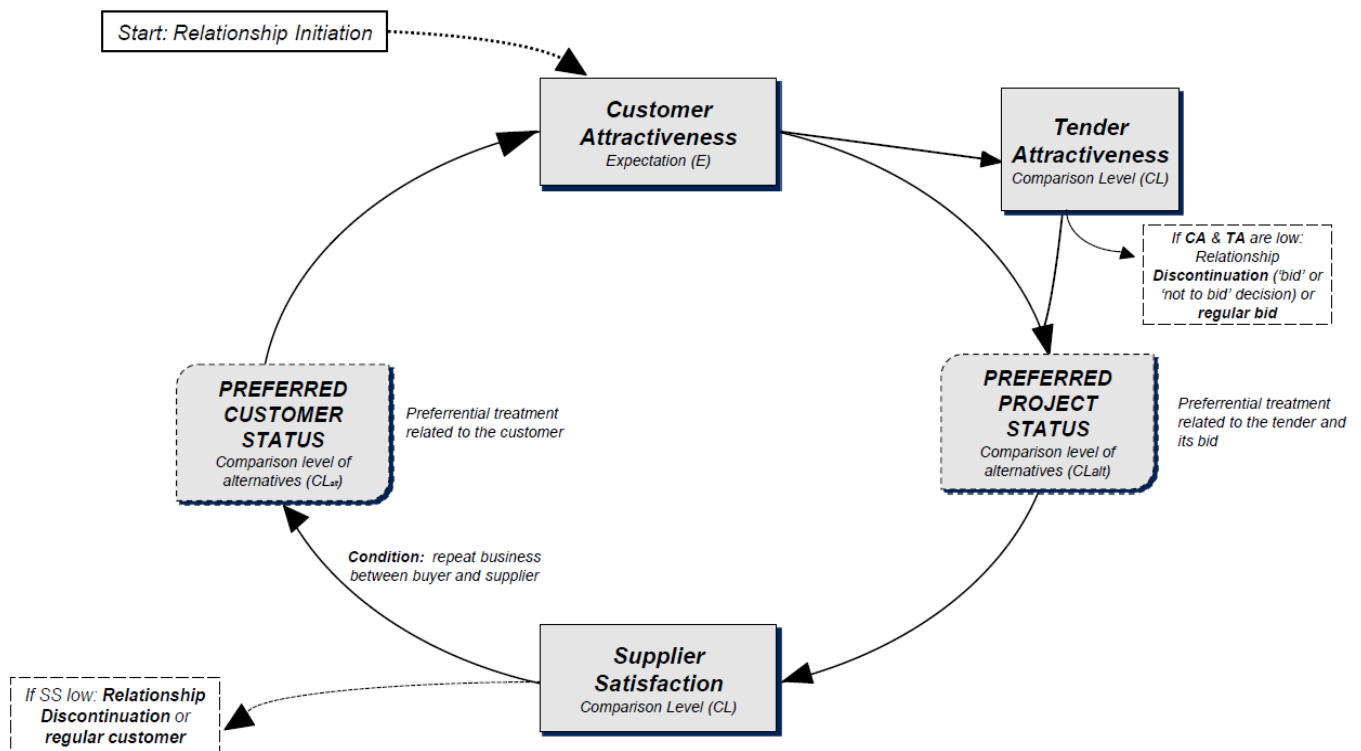 Start: Relationship Initiation
Customer
Attractiveness
Expectation (E)
Tender
Attractiveness
Comparison Level (CL)
If CA & TA are low:
Relationship
Discontinuation ('bid' or
'not to bid' decision) or
regular bid
PREFERRED
PROJECT
STATUS
Comparison level of
alternatives (CLalt)
Preferrential treatment
related to the tender and
its bid
PREFERRED
CUSTOMER
STATUS
Comparison level of
alternatives (CLalt)
Preferrential treatment
related to the customer
Condition: repeat business
between buyer and supplier
Supplier
Satisfaction
Comparison Level (CL)
If SS low: Relationship
Discontinuation or
regular customer